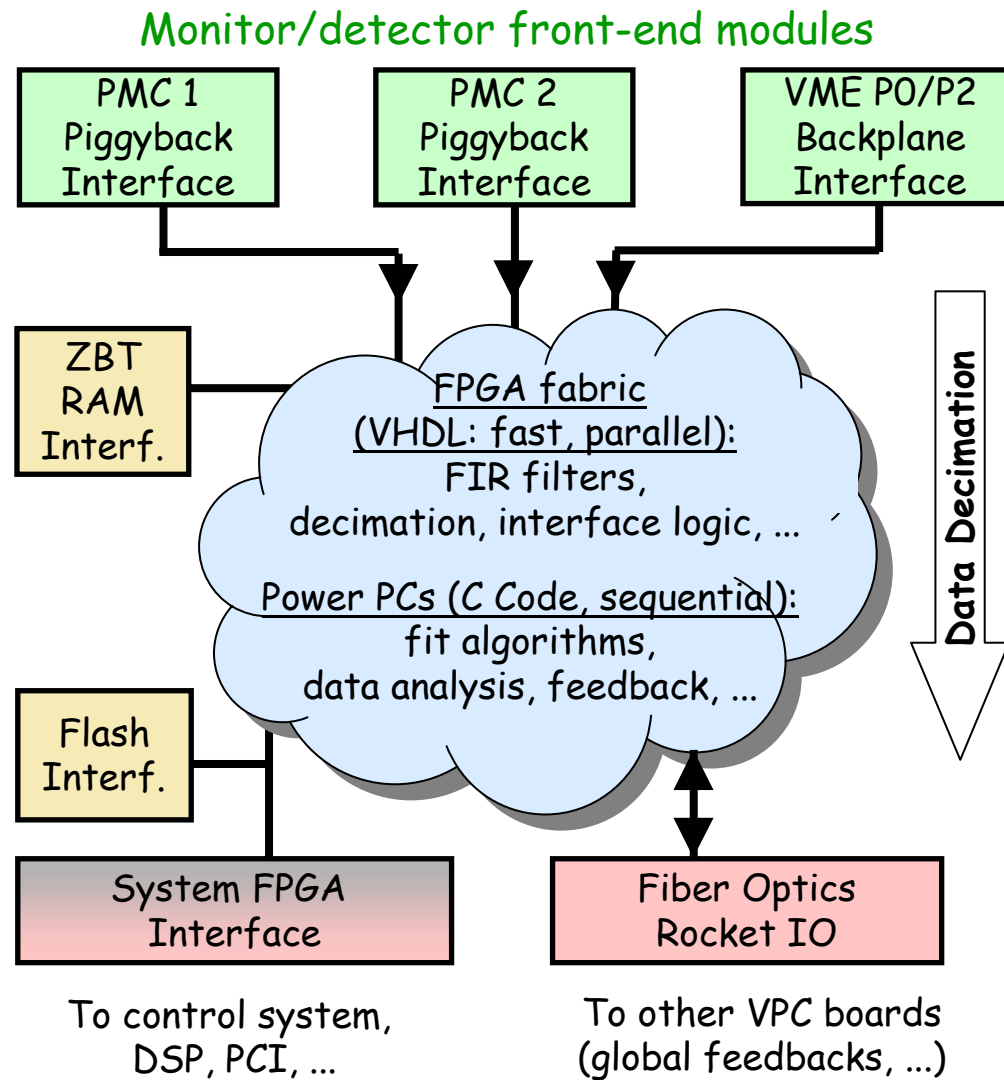 Monitor/detector front-end modules
PMC 1
Piggyback
Interface
PMC 2
Piggyback
Interface
VME P0/P2
Backplane
Interface
ZBT
RAM
Interf.
FPGA fabric
(VHDL: fast, parallel):
FIR filters,
decimation, interface logic, ...
Power PCs (C Code, sequential):
fit algorithms,
data analysis, feedback, ...
Data Decimation
Flash
Interf.
System FPGA
Interface
Fiber Optics
Rocket IO
To control system,
DSP, PCI, ...
To other VPC boards
(global feedbacks, ...)